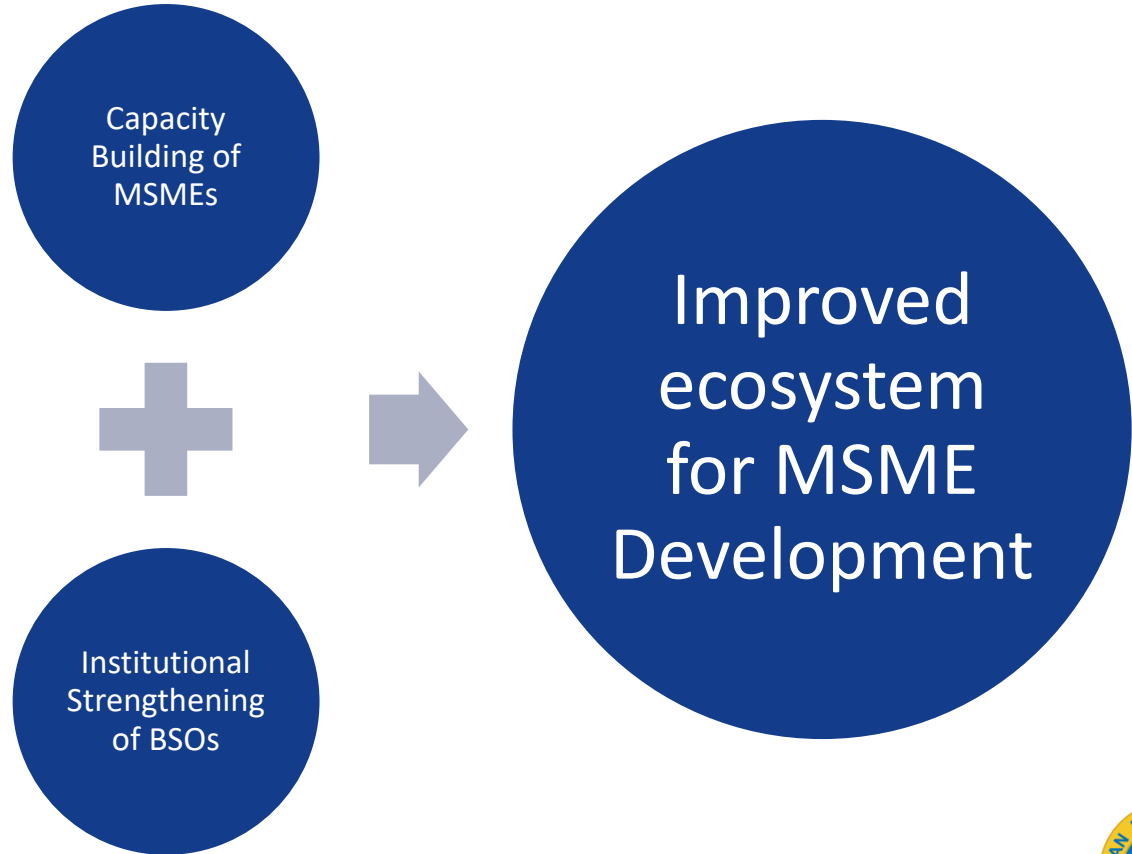 Capacity
Building of
MSMEs
Institutional
Strengthening
of BSOs
Improved
ecosystem
for MSME
Development